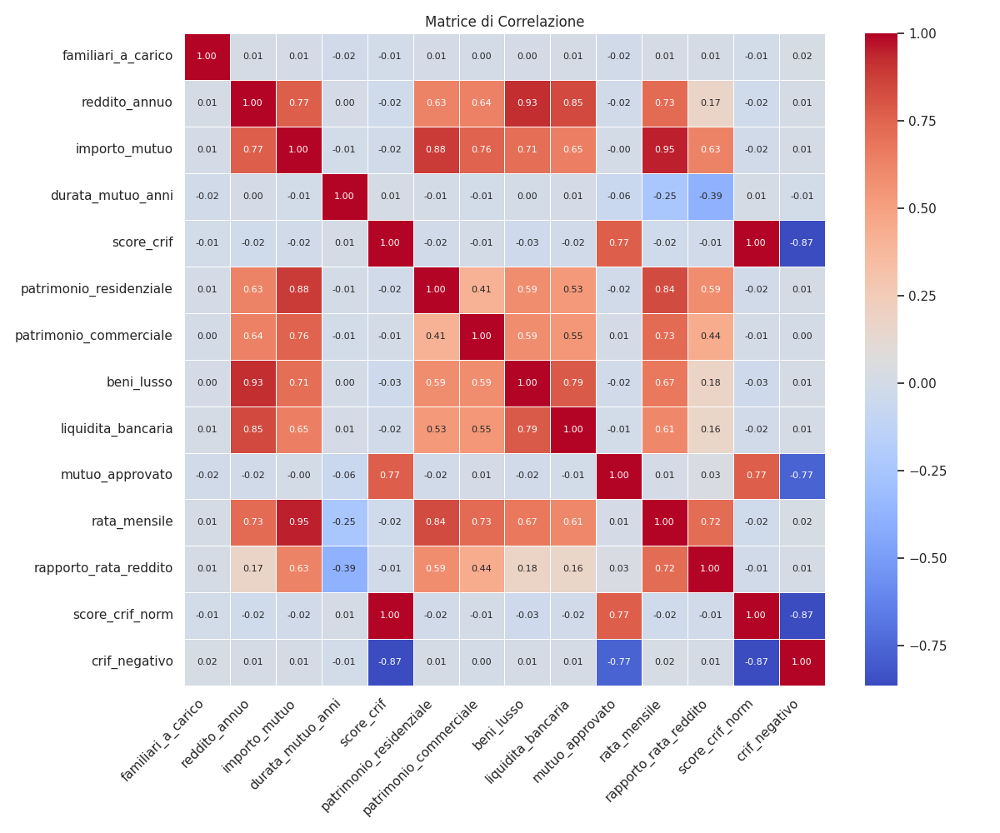 Matrice di Correlazione
familiari_a_carico 1.00 0.01 0.01 -0.02 -0.01 0.01 0.00 0.00 0.01 -0.02 0.01 0.01 -0.01 0.02
reddito_annuo 0.01 1.00 0.77 0.00 -0.02 0.63 0.64 0.93 0.85 -0.02 0.73 0.17 -0.02 0.01
importo_mutuo 0.01 0.77 1.00 -0.01 -0.02 0.88 0.76 0.71 0.65 -0.00 0.95 0.63 -0.02 0.01
durata_mutuo_anni -0.02 0.00 -0.01 1.00 0.01 -0.01 -0.01 0.00 0.01 -0.06 -0.25 -0.39 0.01 -0.01
score_crif -0.01 -0.02 -0.02 0.01 1.00 -0.02 -0.01 -0.03 -0.02 0.77 -0.02 -0.01 1.00 -0.87
patrimonio_residenziale 0.01 0.63 0.88 -0.01 -0.02 1.00 0.41 0.59 0.53 -0.02 0.84 0.59 -0.02 0.01
patrimonio_commerciale 0.00 0.64 0.76 -0.01 -0.01 0.41 1.00 0.59 0.55 0.01 0.73 0.44 -0.01 0.00
beni_lusso 0.00 0.93 0.71 0.00 -0.03 0.59 0.59 1.00 0.79 -0.02 0.67 0.18 -0.03 0.01
liquidita_bancaria 0.01 0.85 0.65 0.01 -0.02 0.53 0.55 0.79 1.00 -0.01 0.61 0.16 -0.02 0.01
mutuo_approvato -0.02 -0.02 -0.00 -0.06 0.77 -0.02 0.01 -0.02 -0.01 1.00 0.01 0.03 0.77 -0.77
rata_mensile 0.01 0.73 0.95 -0.25 -0.02 0.84 0.73 0.67 0.61 0.01 1.00 0.72 -0.02 0.02
rapporto_rata_reddito 0.01 0.17 0.63 -0.39 -0.01 0.59 0.44 0.18 0.16 0.03 0.72 1.00 -0.01 0.01
score_crif_norm -0.01 -0.02 -0.02 0.01 1.00 -0.02 -0.01 -0.03 -0.02 0.77 -0.02 -0.01 1.00 -0.87
crif_negativo 0.02 0.01 0.01 -0.01 -0.87 0.01 0.00 0.01 0.01 -0.77 0.02 0.01 -0.87 1.00
familiari_a_carico
reddito_annuo
importo_mutuo
durata_mutuo_anni
score_crif
patrimonio_residenziale
patrimonio_commerciale
beni_lusso
liquidita_bancaria
mutuo_approvato
rata_mensile
rapporto_rata_reddito
score_crif_norm
crif_negativo
1.00
0.75
0.50
0.25
0.00
−0.25
−0.50
−0.75